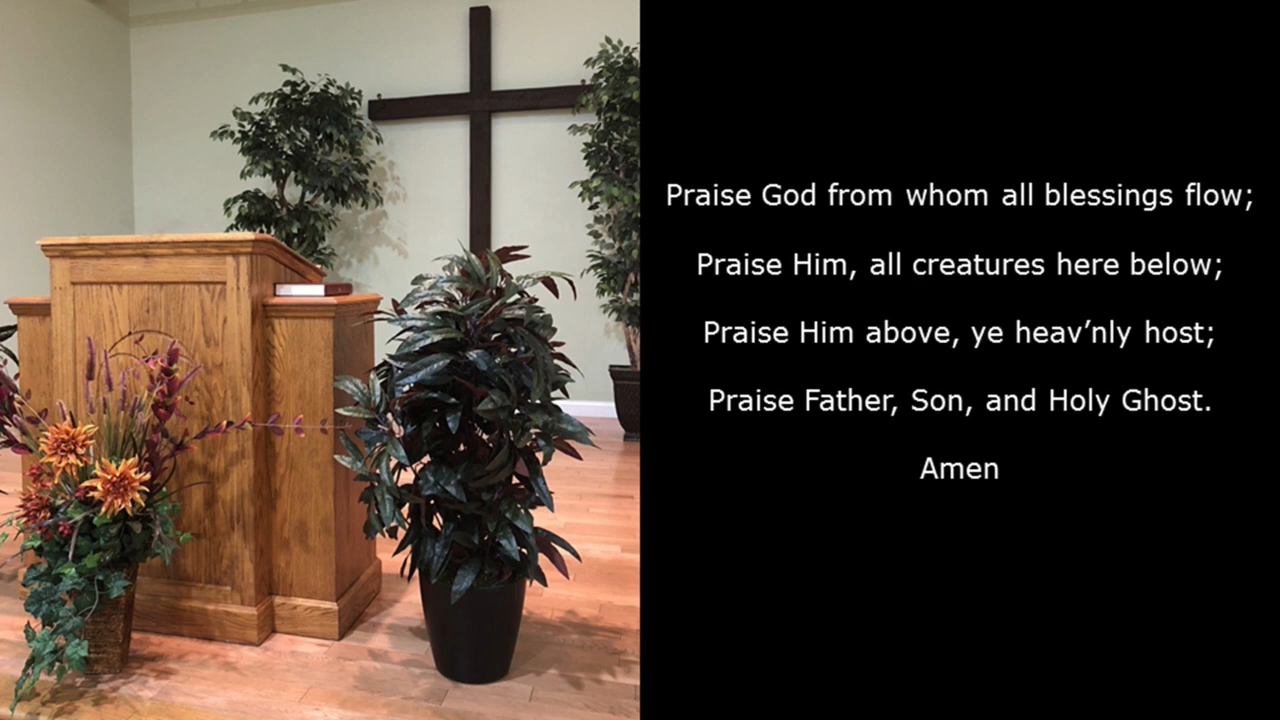 Praise God from whom all blessings flow;
Praise Him, all creatures here below;
Praise Him above, ye heav’nly host;
Praise Father, Son, and Holy Ghost.
Amen